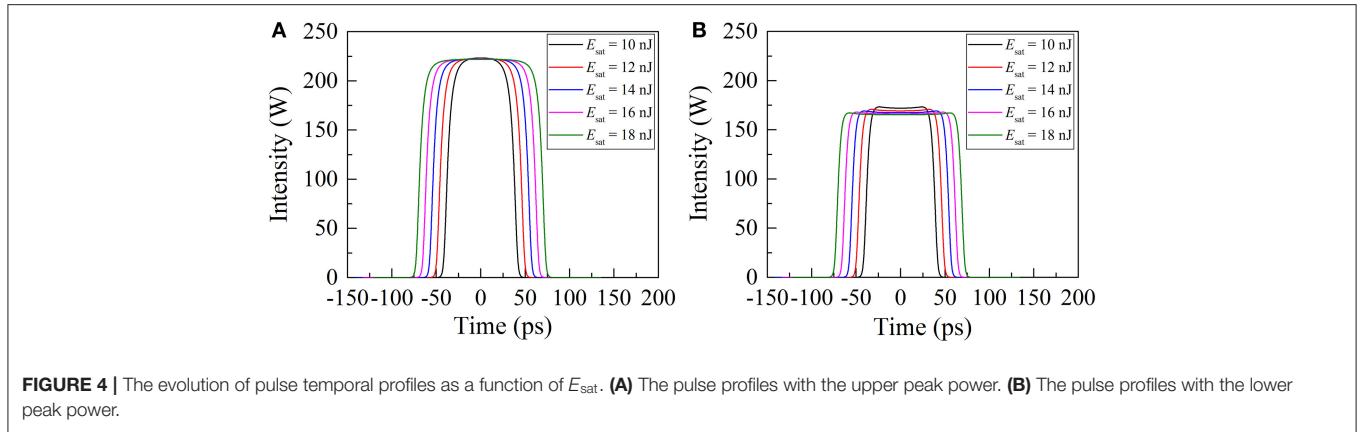 A
250
200
150
100
50
0
Intensity (W)
-150
-100
-50
0
50
100
150
200
Time (ps)
E_sat = 10 nJ
E_sat = 12 nJ
E_sat = 14 nJ
E_sat = 16 nJ
E_sat = 18 nJ
B
250
200
150
100
50
0
Intensity (W)
-150
-100
-50
0
50
100
150
200
Time (ps)
E_sat = 10 nJ
E_sat = 12 nJ
E_sat = 14 nJ
E_sat = 16 nJ
E_sat = 18 nJ
FIGURE 4 | The evolution of pulse temporal profiles as a function of E_sat. (A) The pulse profiles with the upper peak power. (B) The pulse profiles with the lower
peak power.